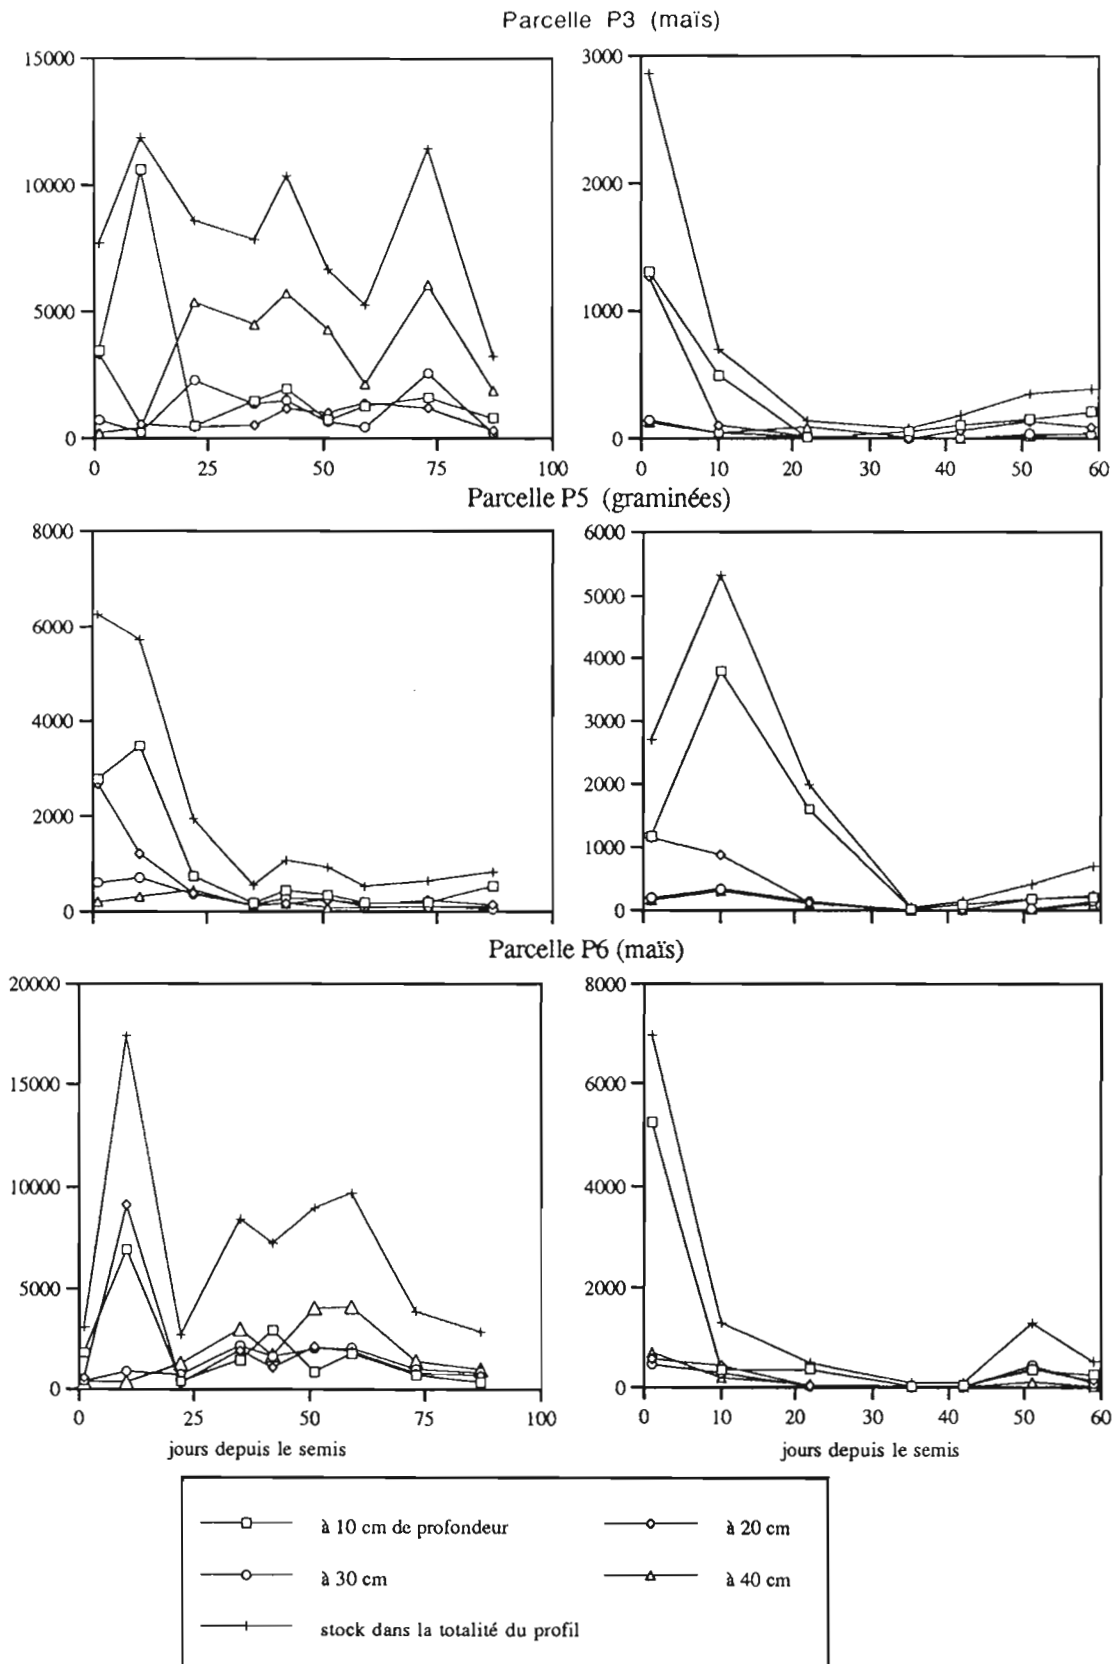 Parcelle P3 (maïs)
15000
10000
5000
0
0 25 50 75 100
3000
2000
1000
0
0 10 20 30 40 50 60
Parcelle P5 (graminées)
8000
6000
4000
2000
0
6000
5000
4000
3000
2000
1000
0
Parcelle P6 (maïs)
20000
15000
10000
5000
0
0 25 50 75 100
jours depuis le semis
8000
6000
4000
2000
0
0 10 20 30 40 50 60
jours depuis le semis
à 10 cm de profondeur
à 20 cm
à 30 cm
à 40 cm
stock dans la totalité du profil